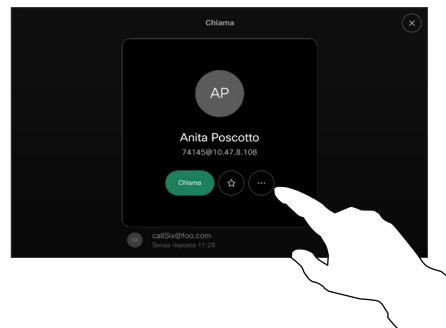 Chiama
AP
Anita Poscotto
74145@10.47.8.108
Chiama
callSix@foo.com
Senza risposta 11:28